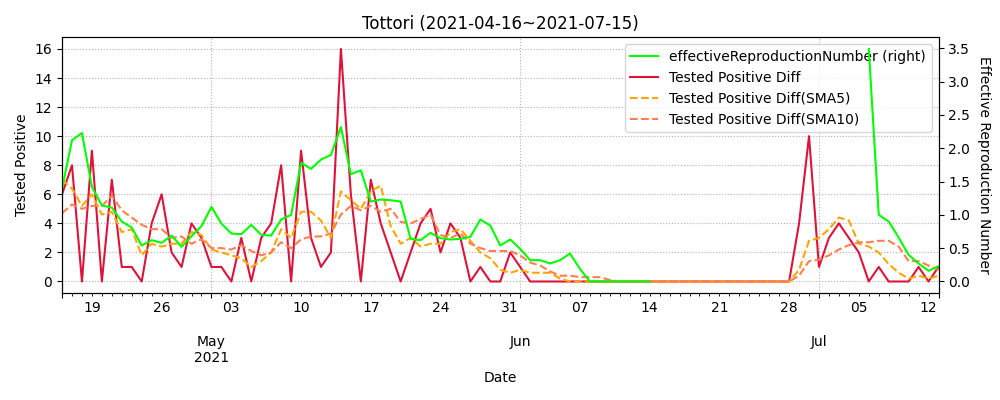 Tottori (2021-04-16~2021-07-15)
effectiveReproductionNumber (right)
Tested Positive Diff
Tested Positive Diff(SMA5)
Tested Positive Diff(SMA10)
Tested Positive
16
14
12
10
8
6
4
2
0
3.5
3.0
2.5
2.0
1.5
1.0
0.5
0.0
Effective Reproduction Number
19 26 03 10 17 24 31 07 14 21 28 05 12
May Jun Jul
2021
Date